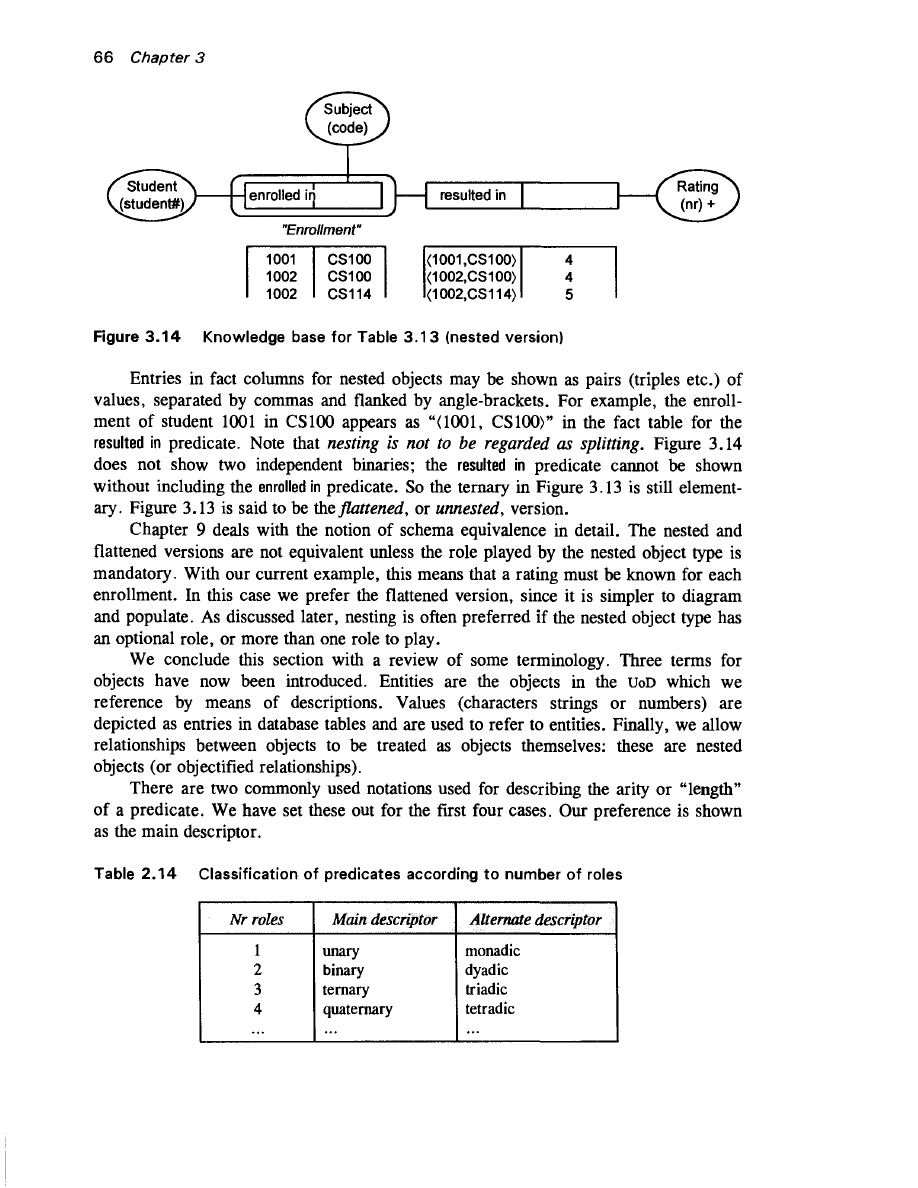 66 Chapter 3
Subject
(code)
Student
(student#)
enrolled in
resulted in
Rating
(nr) +
"Enrollment"
1001 CS100 ⟨1001,CS100⟩ 4
1002 CS100 ⟨1002,CS100⟩ 4
1002 CS114 ⟨1002,CS114⟩ 5
Figure 3.14 Knowledge base for Table 3.13 (nested version)
Entries in fact columns for nested objects may be shown as pairs (triples etc.) of
values, separated by commas and flanked by angle-brackets. For example, the enroll-
ment of student 1001 in CS100 appears as “⟨1001, CS100⟩” in the fact table for the
resulted in predicate. Note that nesting is not to be regarded as splitting. Figure 3.14
does not show two independent binaries; the resulted in predicate cannot be shown
without including the enrolled in predicate. So the ternary in Figure 3.13 is still element-
ary. Figure 3.13 is said to be the flattened, or unnested, version.
Chapter 9 deals with the notion of schema equivalence in detail. The nested and
flattened versions are not equivalent unless the role played by the nested object type is
mandatory. With our current example, this means that a rating must be known for each
enrollment. In this case we prefer the flattened version, since it is simpler to diagram
and populate. As discussed later, nesting is often preferred if the nested object type has
an optional role, or more than one role to play.
We conclude this section with a review of some terminology. Three terms for
objects have now been introduced. Entities are the objects in the UoD which we
reference by means of descriptions. Values (characters strings or numbers) are
depicted as entries in database tables and are used to refer to entities. Finally, we allow
relationships between objects to be treated as objects themselves: these are nested
objects (or objectified relationships).
There are two commonly used notations used for describing the arity or “length”
of a predicate. We have set these out for the first four cases. Our preference is shown
as the main descriptor.
Table 2.14 Classification of predicates according to number of roles
Nr roles Main descriptor Alternate descriptor
1 unary monadic
2 binary dyadic
3 ternary triadic
4 quaternary tetradic
... ... ...